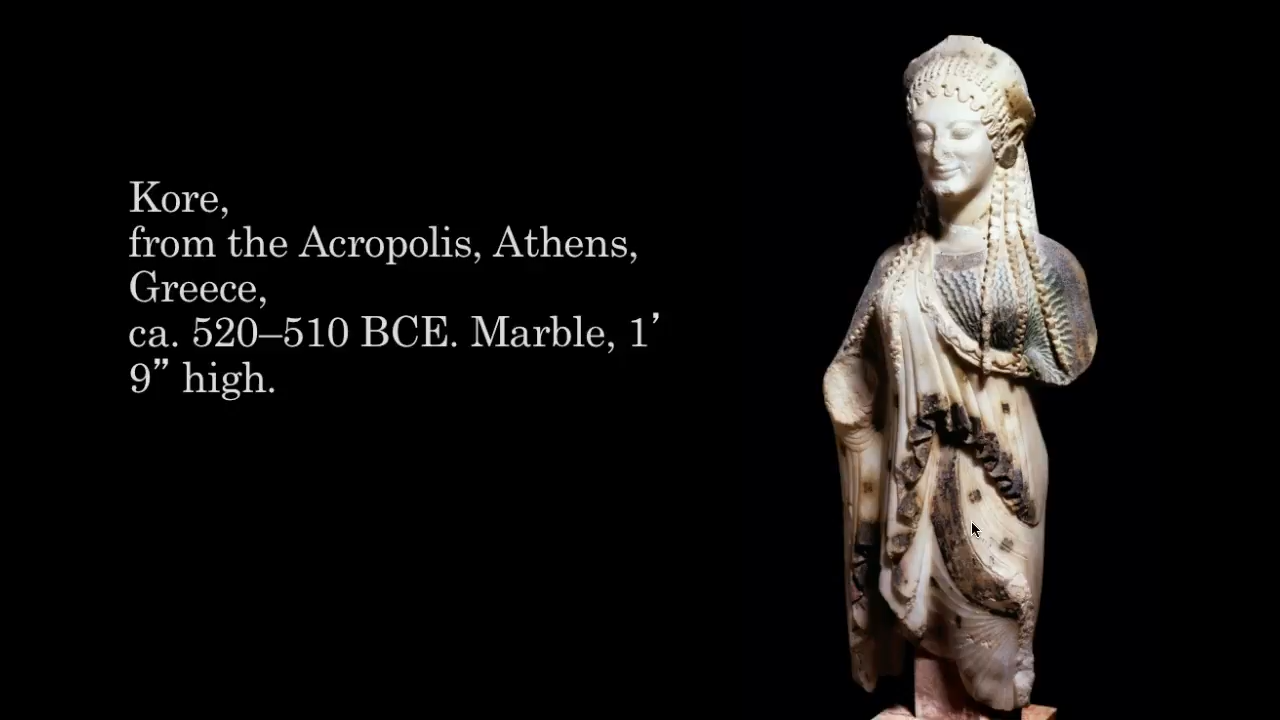 Kore,
from the Acropolis, Athens,
Greece,
ca. 520–510 BCE. Marble, 1’
9” high.